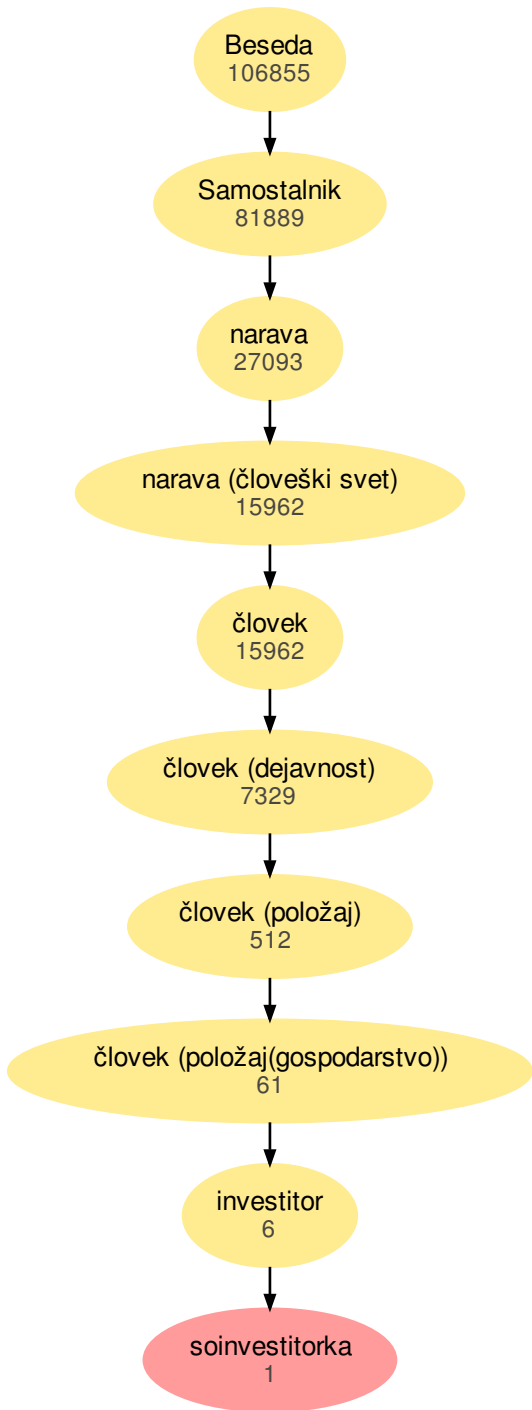 Beseda
106855
Samostalnik
81889
narava
27093
narava (človeški svet)
15962
človek
15962
človek (dejavnost)
7329
človek (položaj)
512
človek (položaj(gospodarstvo))
61
investitor
6
soinvestitorka
1